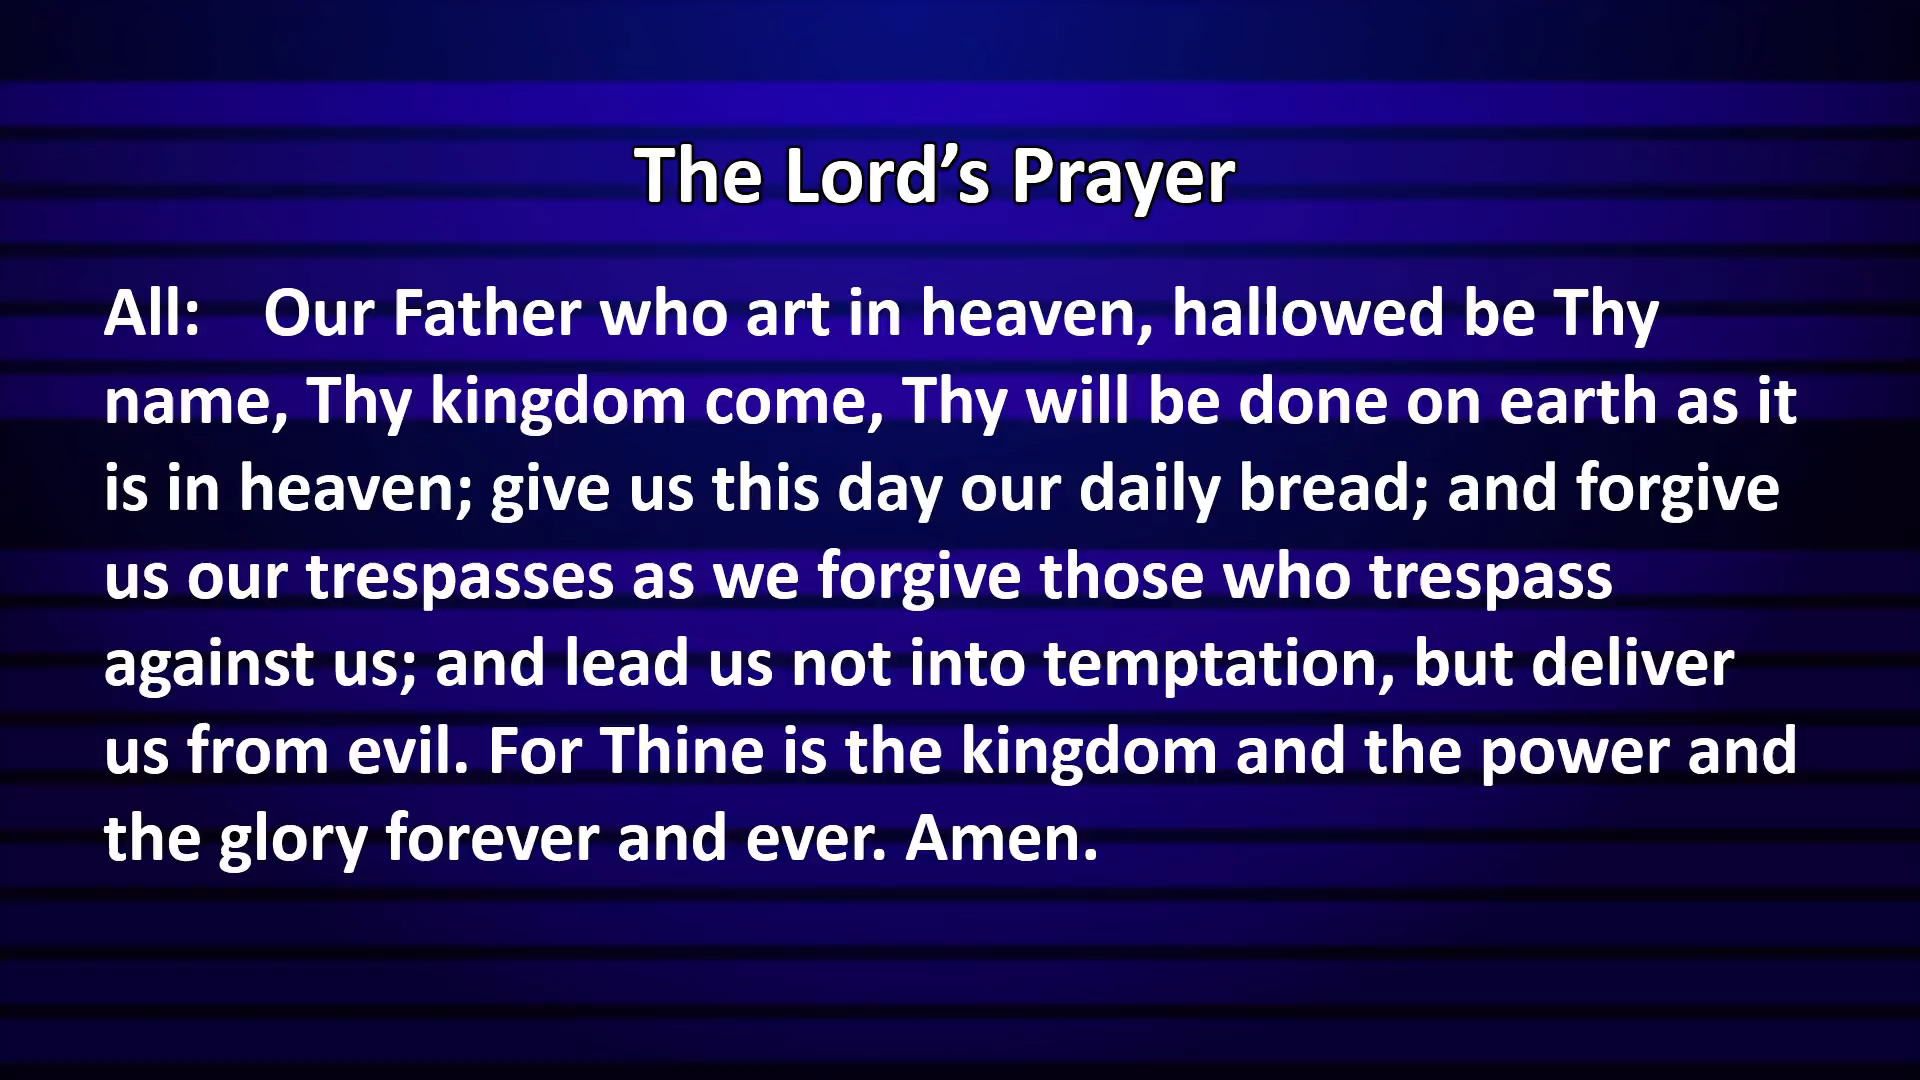 The Lord’s Prayer
All: Our Father who art in heaven, hallowed be Thy
name, Thy kingdom come, Thy will be done on earth as it
is in heaven; give us this day our daily bread; and forgive
us our trespasses as we forgive those who trespass
against us; and lead us not into temptation, but deliver
us from evil. For Thine is the kingdom and the power and
the glory forever and ever. Amen.